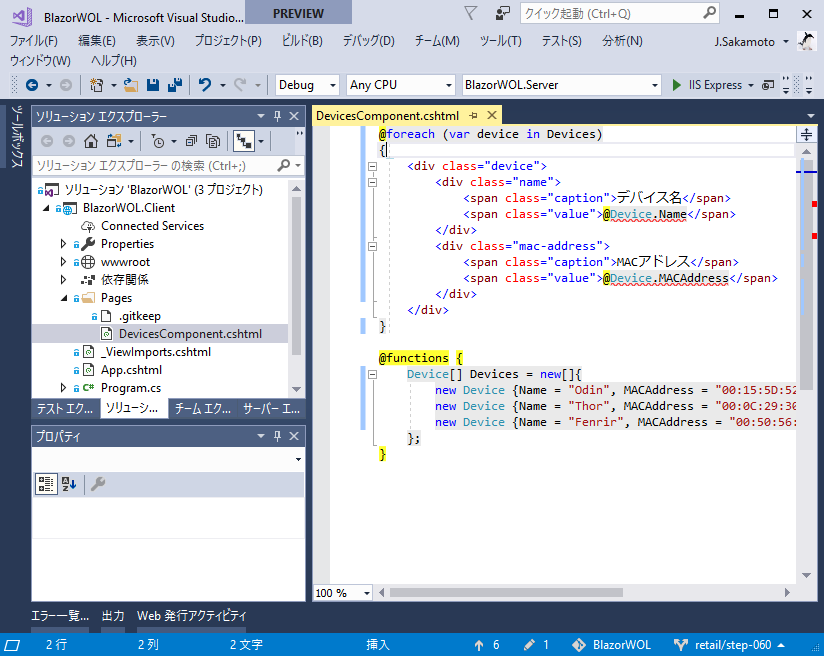 BlazorWOL - Microsoft Visual Studio...
PREVIEW
クイック起動 (Ctrl+Q)
ファイル(F) 編集(E) 表示(V) プロジェクト(P) ビルド(B) デバッグ(D) チーム(M) ツール(T) テスト(S) 分析(N) J.Sakamoto
ウィンドウ(W) ヘルプ(H)
Debug Any CPU BlazorWOL.Server IIS Express
ツールボックス
ソリューション エクスプローラー
ソリューション エクスプローラー の検索 (Ctrl+;)
ソリューション 'BlazorWOL' (3 プロジェクト)
BlazorWOL.Client
Connected Services
Properties
wwwroot
依存関係
Pages
.gitkeep
DevicesComponent.cshtml
_ViewImports.cshtml
App.cshtml
C# Program.cs
テスト エク... ソリューシ... チーム エク... サーバー エ...
プロパティ
DevicesComponent.cshtml
@foreach (var device in Devices)
{
<div class="device">
<div class="name">
<span class="caption">デバイス名</span>
<span class="value">@Device.Name</span>
</div>
<div class="mac-address">
<span class="caption">MACアドレス</span>
<span class="value">@Device.MACAddress</span>
</div>
</div>
}
@functions {
Device[] Devices = new[]{
new Device {Name = "Odin", MACAddress = "00:15:5D:52
new Device {Name = "Thor", MACAddress = "00:0C:29:30
new Device {Name = "Fenrir", MACAddress = "00:50:56:
};
}
100 %
エラー一覧... 出力 Web 発行アクティビティ
2 行 2 列 2 文字 挿入 6 1 BlazorWOL retail/step-060